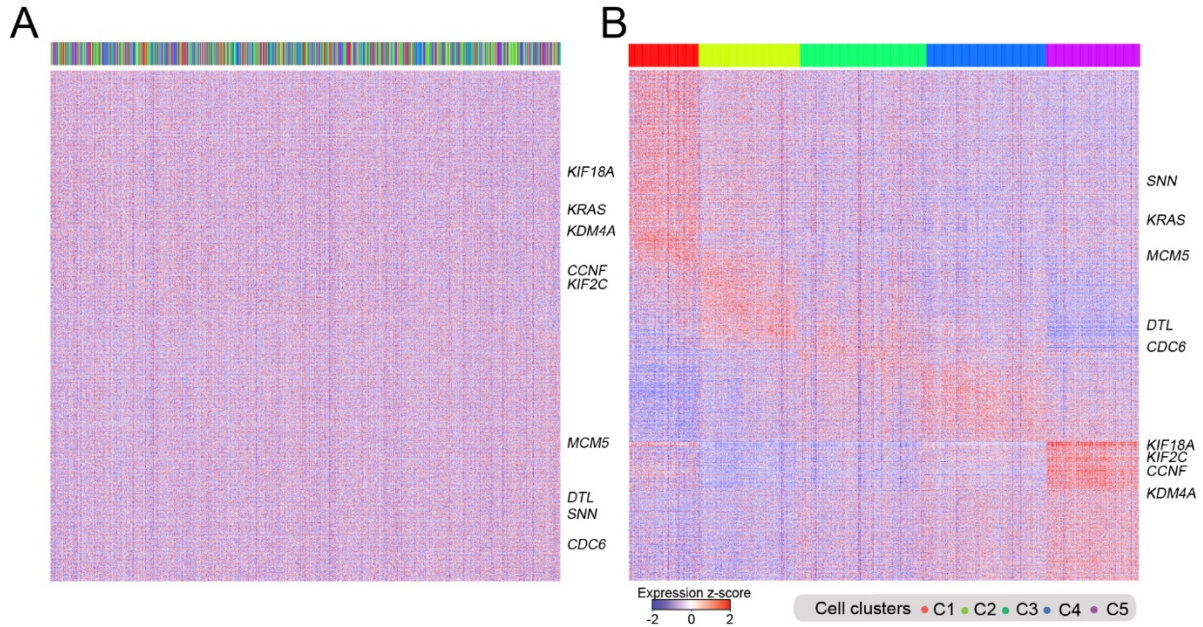 A
KIF18A
KRAS
KDM4A
CCNF
KIF2C
MCM5
DTL
SNN
CDC6
B
SNN
KRAS
MCM5
DTL
CDC6
KIF18A
KIF2C
CCNF
KDM4A
Expression z-score
-2 0 2
Cell clusters C1 C2 C3 C4 C5